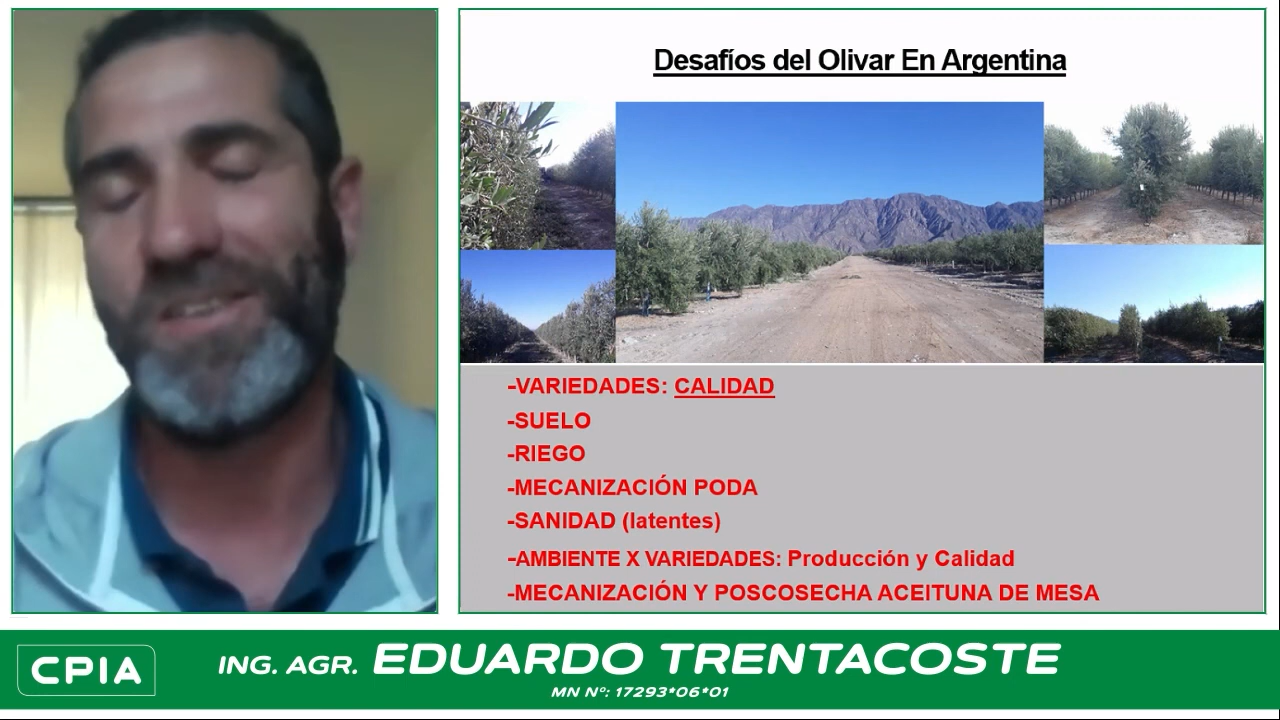 Desafíos del Olivar En Argentina
-VARIEDADES: CALIDAD
-SUELO
-RIEGO
-MECANIZACIÓN PODA
-SANIDAD (latentes)
-AMBIENTE X VARIEDADES: Producción y Calidad
-MECANIZACIÓN Y POSCOSECHA ACEITUNA DE MESA
CPIA
ING. AGR. EDUARDO TRENTACOSTE
MN Nº: 17293*06*01